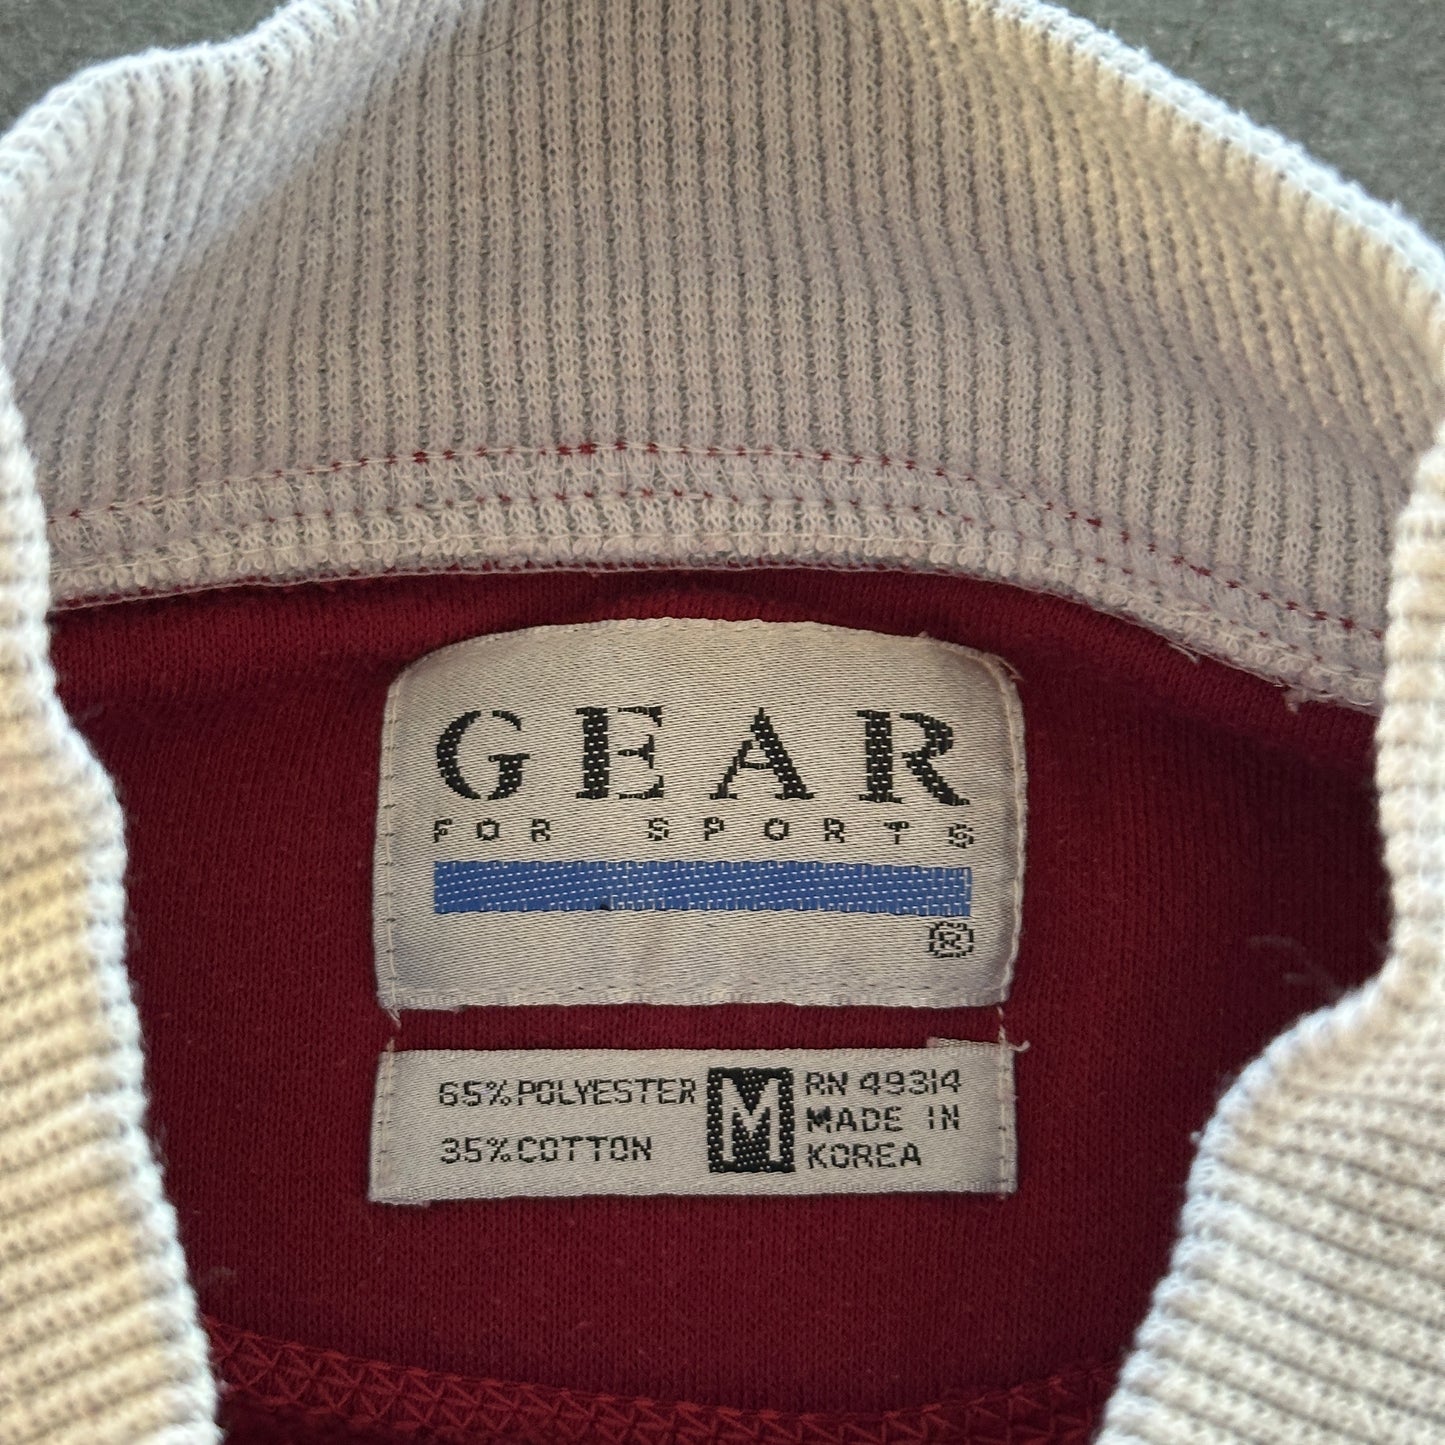 GEAR
FOR SPORTS
®
65% POLYESTER
35% COTTON
M
RN 49314
MADE IN
KOREA